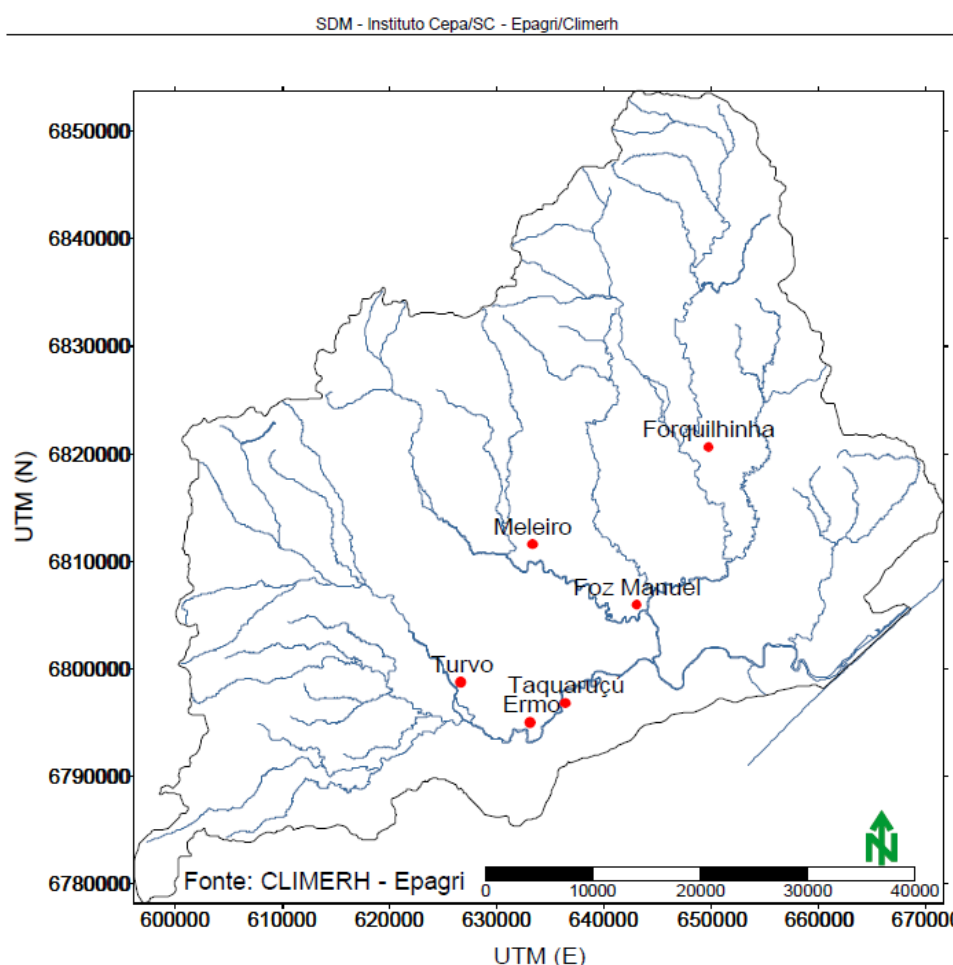 SDM - Instituto Cepa/SC - Epagri/Climerh
6850000
6840000
6830000
6820000
6810000
6800000
6790000
6780000
UTM (N)
Forquilhinha
Meleiro
Foz Manuel
Turvo
Taquaruçu
Ermo
N
Fonte: CLIMERH - Epagri
0 10000 20000 30000 40000
600000 610000 620000 630000 640000 650000 660000 67000
UTM (E)